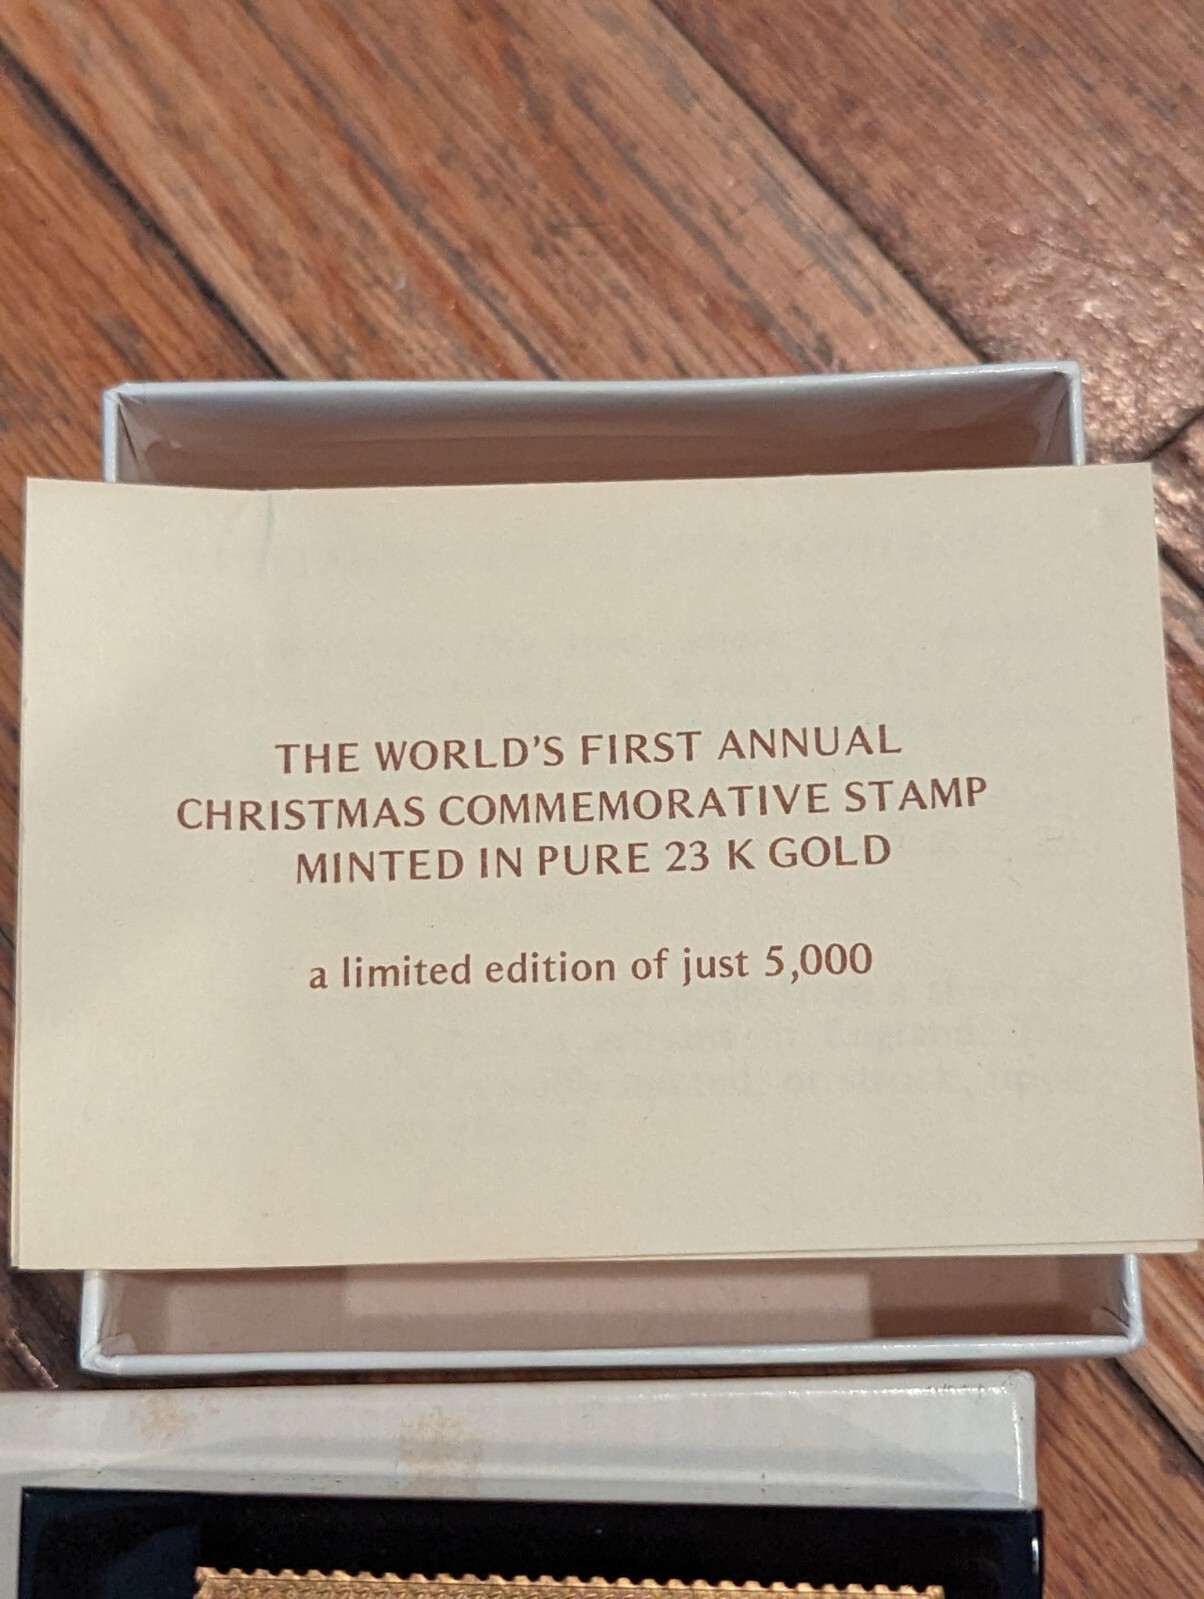 THE WORLD'S FIRST ANNUAL
CHRISTMAS COMMEMORATIVE STAMP
MINTED IN PURE 23 K GOLD
a limited edition of just 5,000